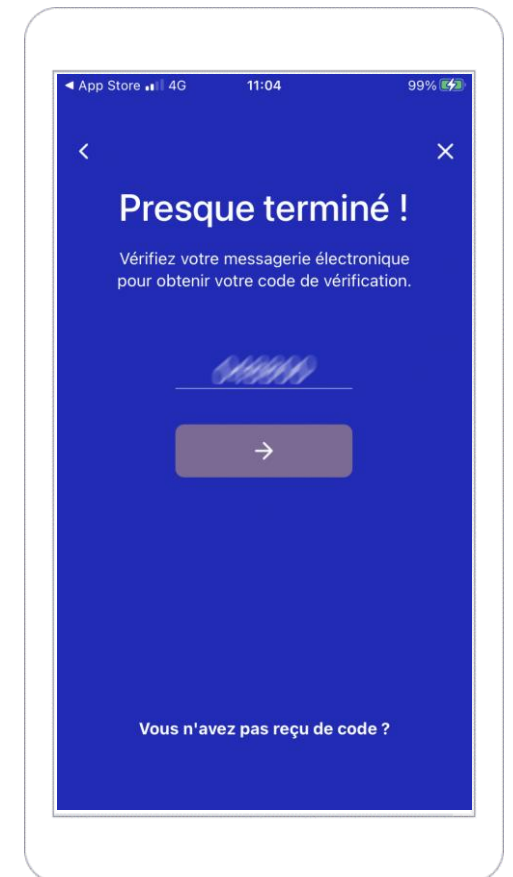 ◀ App Store 4G 11:04 99%
Presque terminé !
Vérifiez votre messagerie électronique
pour obtenir votre code de vérification.
Vous n'avez pas reçu de code ?